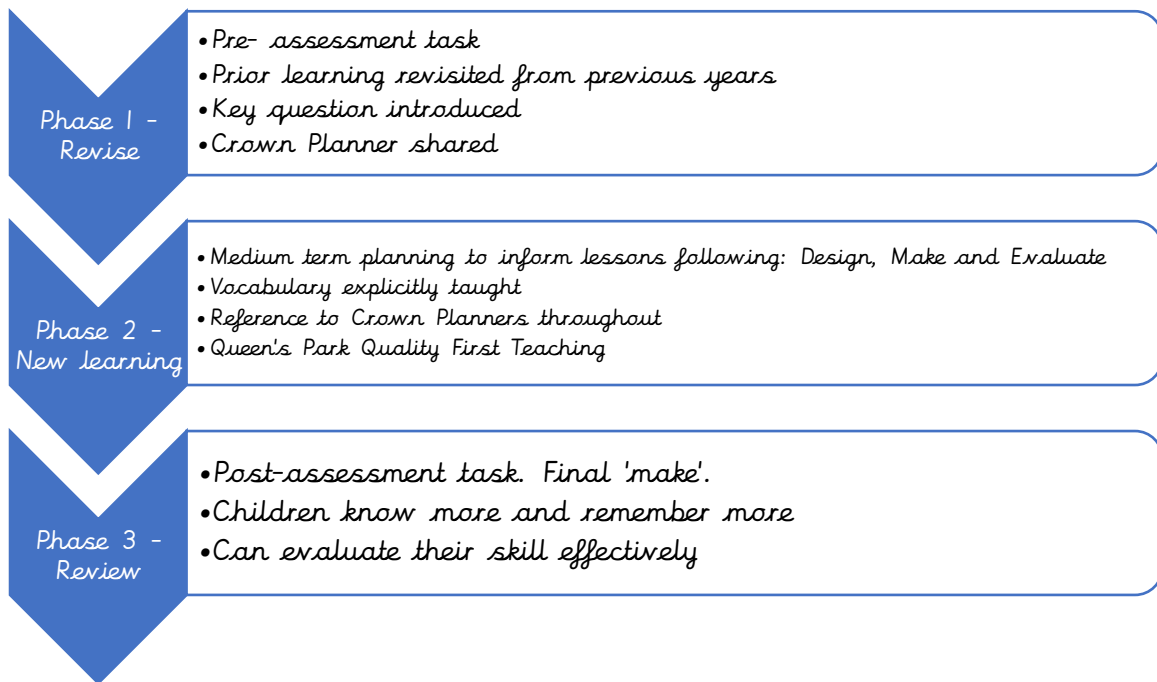 Phase 1 -
Revise
•Pre- assessment task
•Prior learning revisited from previous years
•Key question introduced
•Crown Planner shared
Phase 2 -
New learning
•Medium term planning to inform lessons following: Design, Make and Evaluate
•Vocabulary explicitly taught
•Reference to Crown Planners throughout
•Queen's Park Quality First Teaching
Phase 3 -
Review
•Post-assessment task. Final 'make'.
•Children know more and remember more
•Can evaluate their skill effectively